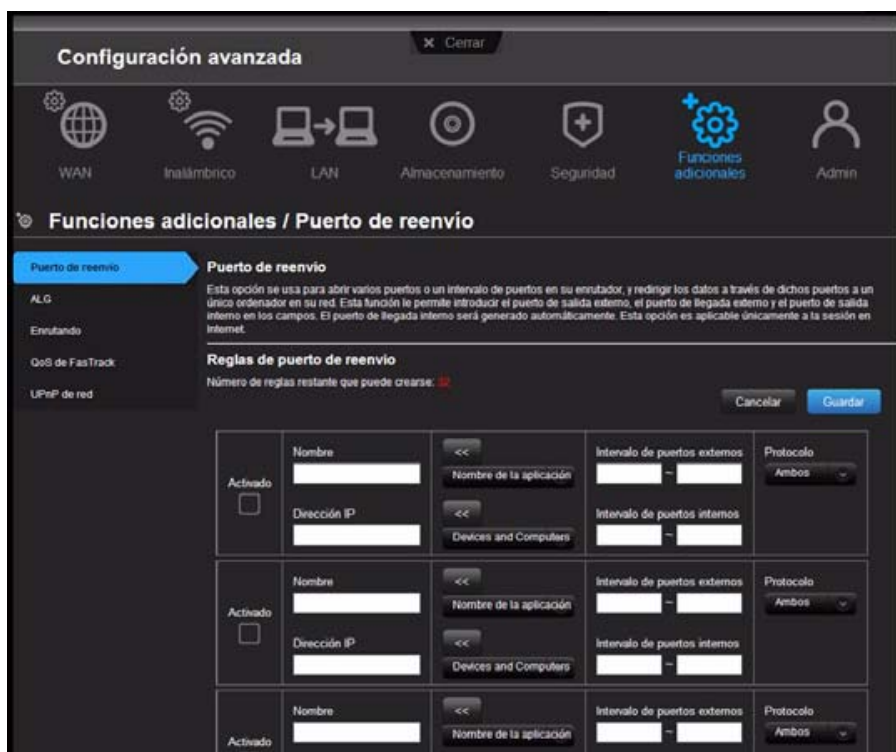 Configuración avanzada
× Cerrar
WAN
Inalámbrico
LAN
Almacenamiento
Seguridad
Funciones
adicionales
Admin
Funciones adicionales / Puerto de reenvío
Puerto de reenvío
ALG
Enrutando
QoS de FasTrack
UPnP de red
Puerto de reenvío
Esta opción se usa para abrir varios puertos o un intervalo de puertos en su enrutador, y redirigir los datos a través de dichos puertos a un
único ordenador en su red. Esta función le permite introducir el puerto de salida externo, el puerto de llegada externo y el puerto de salida
interno en los campos. El puerto de llegada interno será generado automáticamente. Esta opción es aplicable únicamente a la sesión en
Internet.
Reglas de puerto de reenvío
Número de reglas restante que puede crearse: 32
Cancelar
Guardar
Activado
Nombre
<<
Nombre de la aplicación
Intervalo de puertos externos
~
Protocolo
Ambos
Dirección IP
<<
Devices and Computers
Intervalo de puertos internos
~
Activado
Nombre
<<
Nombre de la aplicación
Intervalo de puertos externos
~
Protocolo
Ambos
Dirección IP
<<
Devices and Computers
Intervalo de puertos internos
~
Activado
Nombre
<<
Nombre de la aplicación
Intervalo de puertos externos
~
Protocolo
Ambos